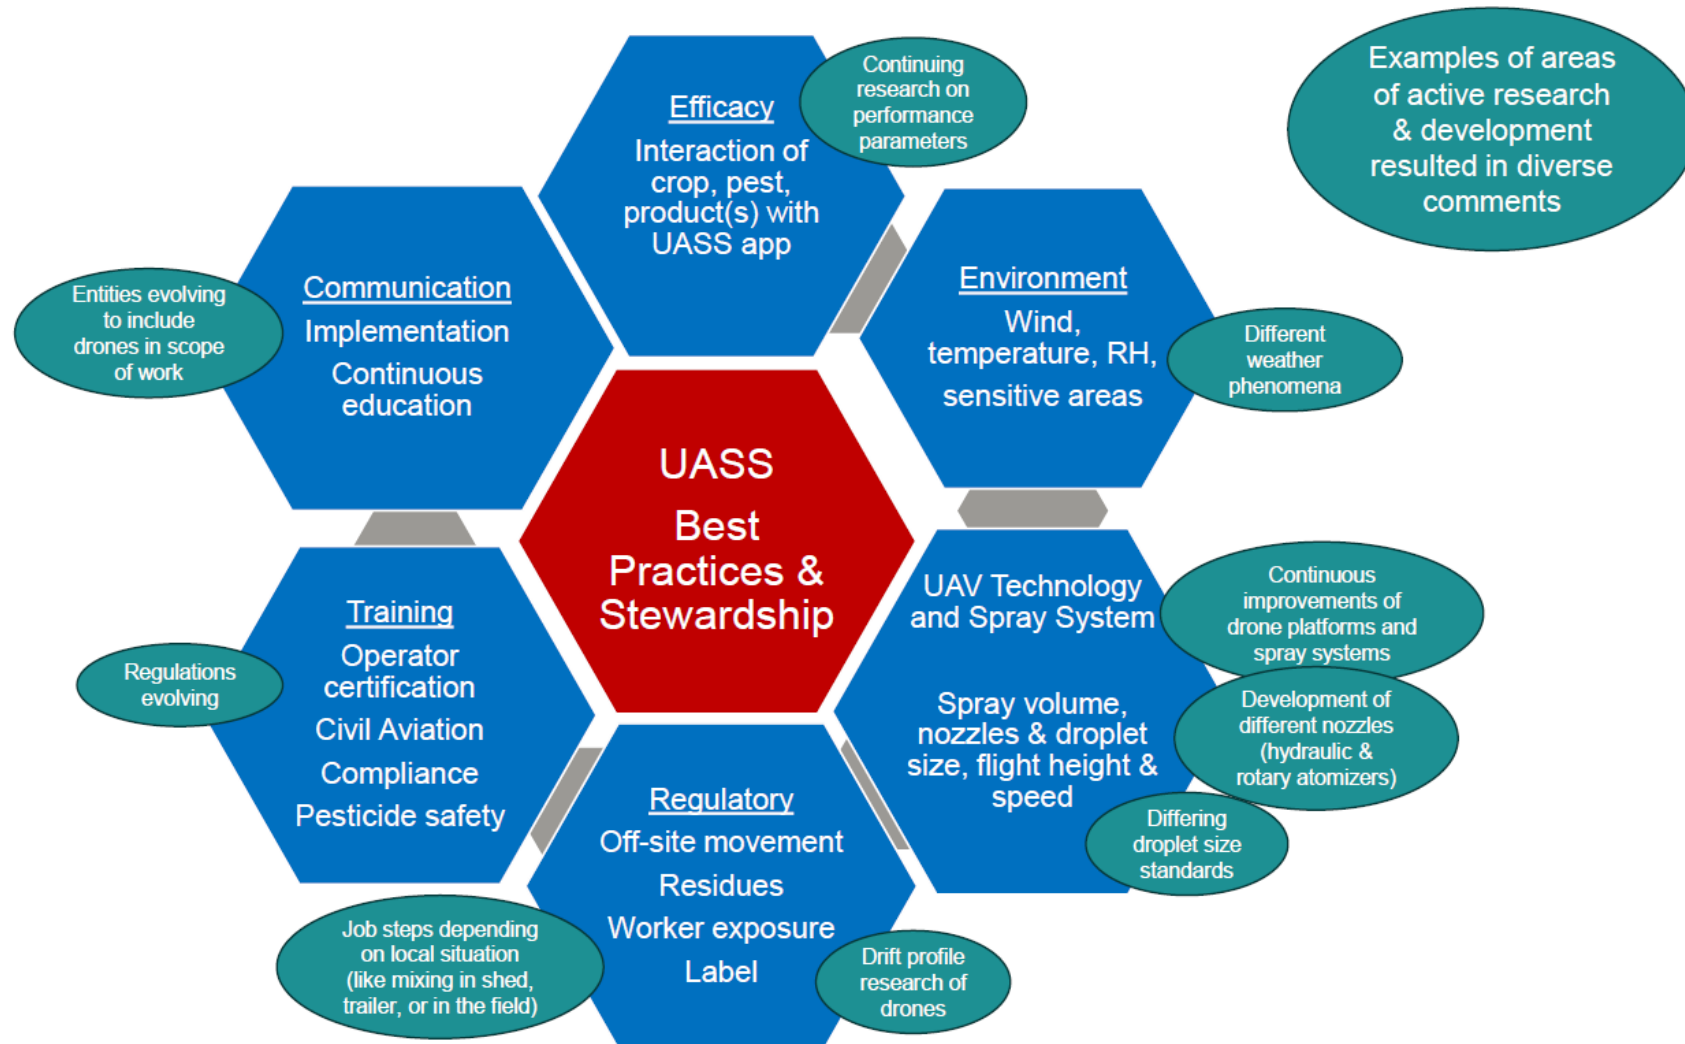 Efficacy
Interaction of
crop, pest,
product(s) with
UASS app
Continuing
research on
performance
parameters
Examples of areas
of active research
& development
resulted in diverse
comments
Communication
Implementation
Continuous
education
Entities evolving
to include
drones in scope
of work
Environment
Wind,
temperature, RH,
sensitive areas
Different
weather
phenomena
UASS
Best
Practices &
Stewardship
UAV Technology
and Spray System
Spray volume,
nozzles & droplet
size, flight height &
speed
Continuous
improvements of
drone platforms and
spray systems
Development of
different nozzles
(hydraulic &
rotary atomizers)
Differing
droplet size
standards
Training
Operator
certification
Civil Aviation
Compliance
Pesticide safety
Regulations
evolving
Regulatory
Off-site movement
Residues
Worker exposure
Label
Job steps depending
on local situation
(like mixing in shed,
trailer, or in the field)
Drift profile
research of
drones